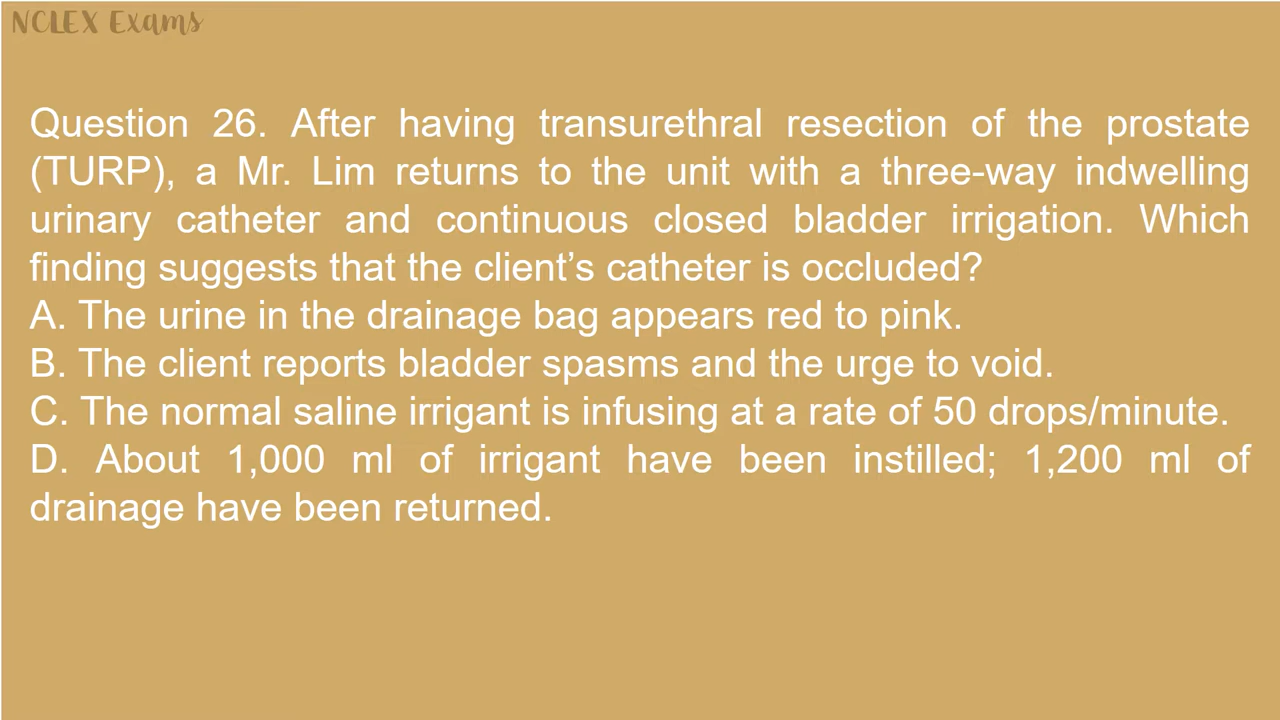 NCLEX Exams
Question 26. After having transurethral resection of the prostate
(TURP), a Mr. Lim returns to the unit with a three-way indwelling
urinary catheter and continuous closed bladder irrigation. Which
finding suggests that the client’s catheter is occluded?
A. The urine in the drainage bag appears red to pink.
B. The client reports bladder spasms and the urge to void.
C. The normal saline irrigant is infusing at a rate of 50 drops/minute.
D. About 1,000 ml of irrigant have been instilled; 1,200 ml of
drainage have been returned.